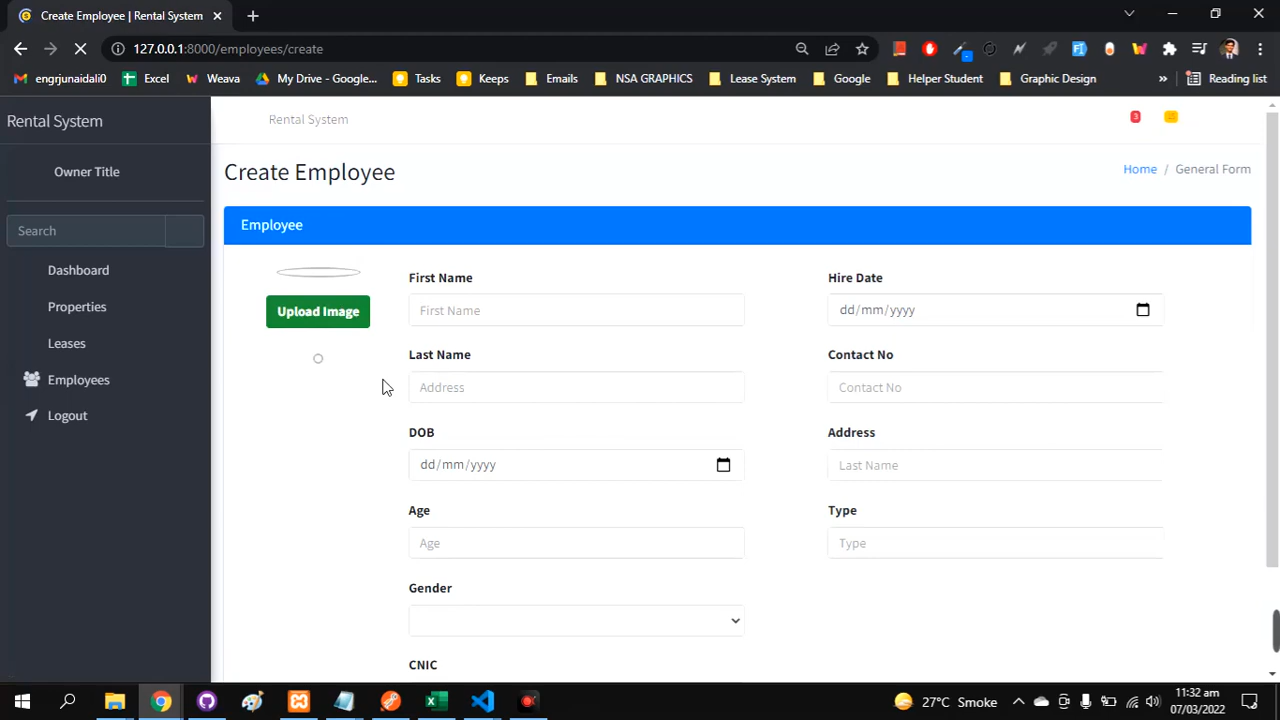 Create Employee | Rental System
127.0.0.1:8000/employees/create
engrjunaidali0
Excel
Weava
My Drive - Google...
Tasks
Keeps
Emails
NSA GRAPHICS
Lease System
Google
Helper Student
Graphic Design
»
Reading list
Rental System
Rental System
3
Owner Title
Create Employee
Home / General Form
Search
Employee
Dashboard
Properties
Leases
Employees
Logout
Upload Image
First Name
First Name
Hire Date
dd/mm/yyyy
Last Name
Address
Contact No
Contact No
DOB
dd/mm/yyyy
Address
Last Name
Age
Age
Type
Type
Gender
CNIC
27°C Smoke
11:32 am
07/03/2022